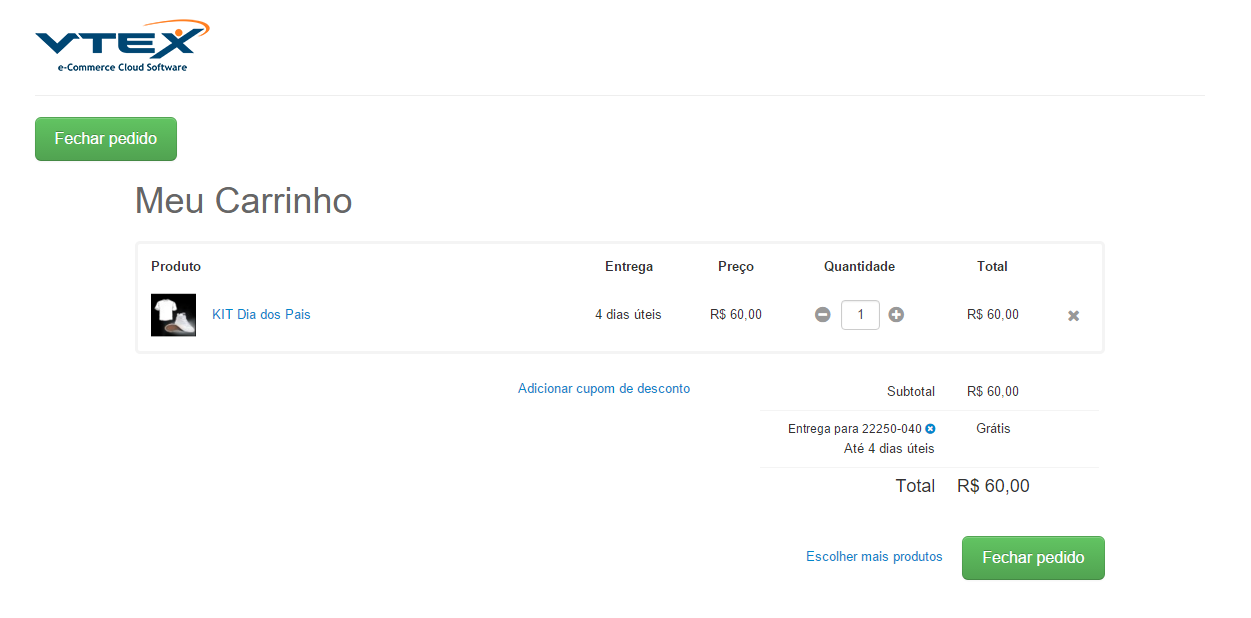 VTEX
e-Commerce Cloud Software
Fechar pedido
Meu Carrinho
Produto Entrega Preço Quantidade Total
KIT Dia dos Pais 4 dias úteis R$ 60,00 1 R$ 60,00
Adicionar cupom de desconto
Subtotal R$ 60,00
Entrega para 22250-040 Grátis
Até 4 dias úteis
Total R$ 60,00
Escolher mais produtos Fechar pedido